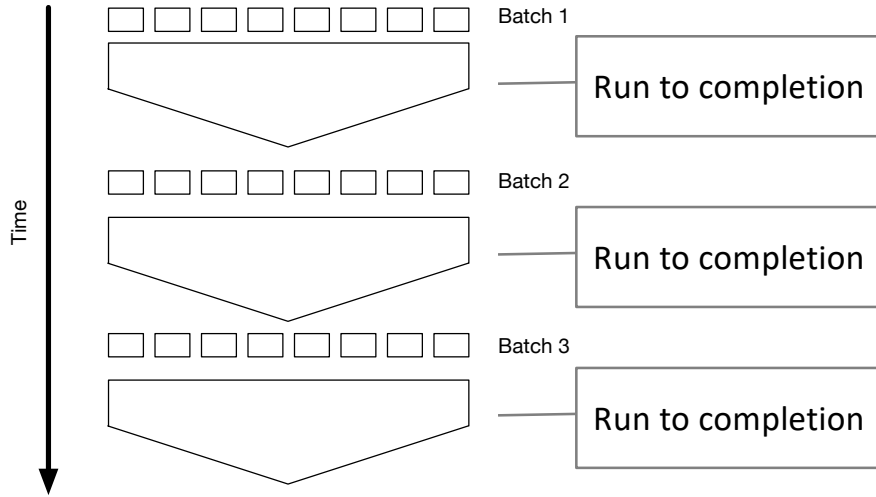 Batch 1
Run to completion
Batch 2
Time
Run to completion
Batch 3
Run to completion